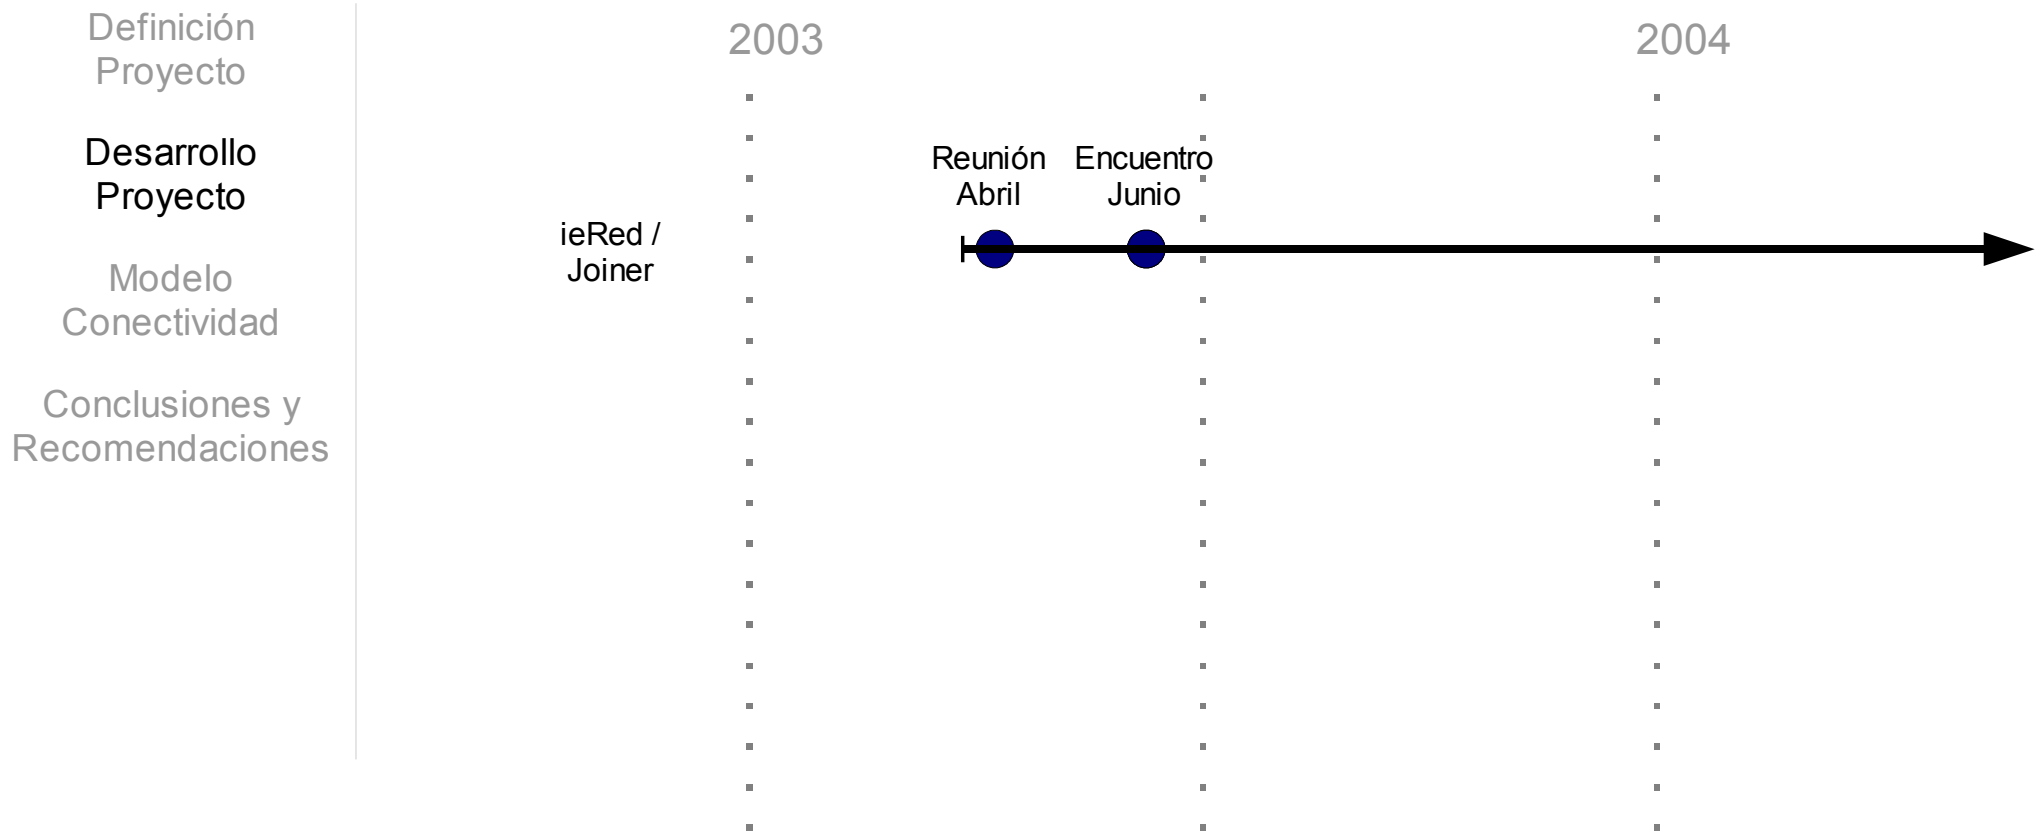 Definición
Proyecto
Desarrollo
Proyecto
Modelo
Conectividad
Conclusiones y
Recomendaciones
2003
2004
Reunión
Abril
Encuentro
Junio
ieRed /
Joiner